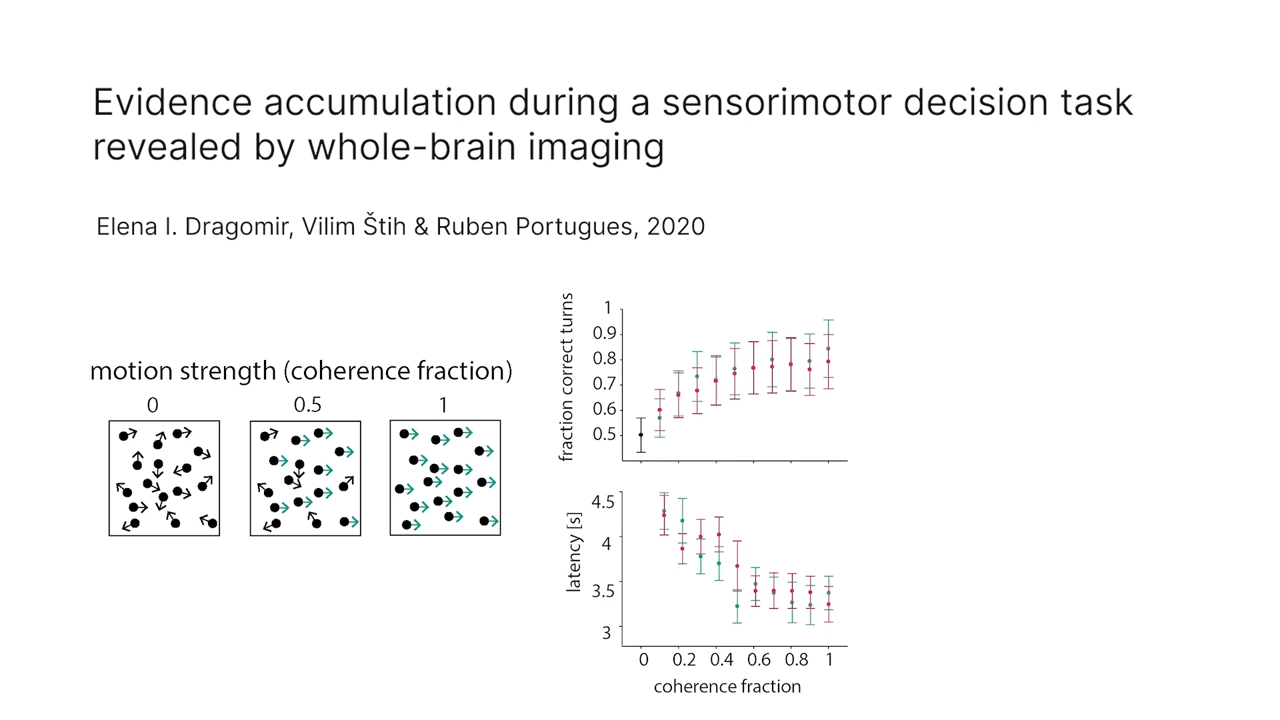 Evidence accumulation during a sensorimotor decision task
revealed by whole-brain imaging
Elena I. Dragomir, Vilim Štih & Ruben Portugues, 2020
motion strength (coherence fraction)
0 0.5 1
fraction correct turns
1
0.9
0.8
0.7
0.6
0.5
latency [s]
4.5
4
3.5
3
0 0.2 0.4 0.6 0.8 1
coherence fraction